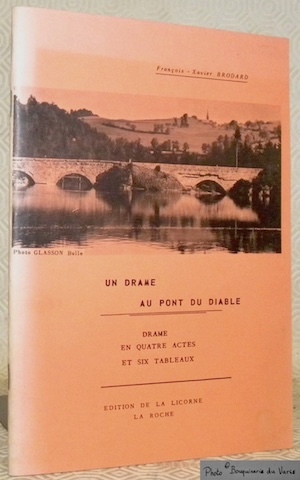 François - Xavier BRODARD
Photo GLASSON Bulle
UN DRAME
AU PONT DU DIABLE
DRAME
EN QUATRE ACTES
ET SIX TABLEAUX
EDITION DE LA LICORNE
LA ROCHE
Photo © Bouquinerie du Varis